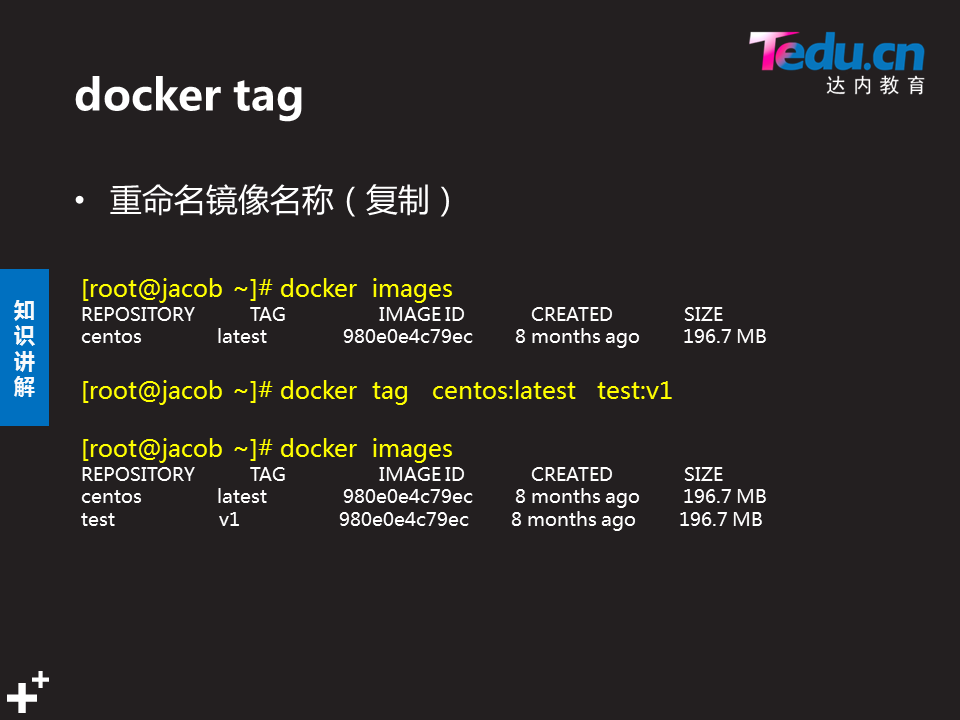 Tedu.cn
达内教育
docker tag
• 重命名镜像名称（复制）
知识讲解
[root@jacob ~]# docker images
REPOSITORY TAG IMAGE ID CREATED SIZE
centos latest 980e0e4c79ec 8 months ago 196.7 MB
[root@jacob ~]# docker tag centos:latest test:v1
[root@jacob ~]# docker images
REPOSITORY TAG IMAGE ID CREATED SIZE
centos latest 980e0e4c79ec 8 months ago 196.7 MB
test v1 980e0e4c79ec 8 months ago 196.7 MB